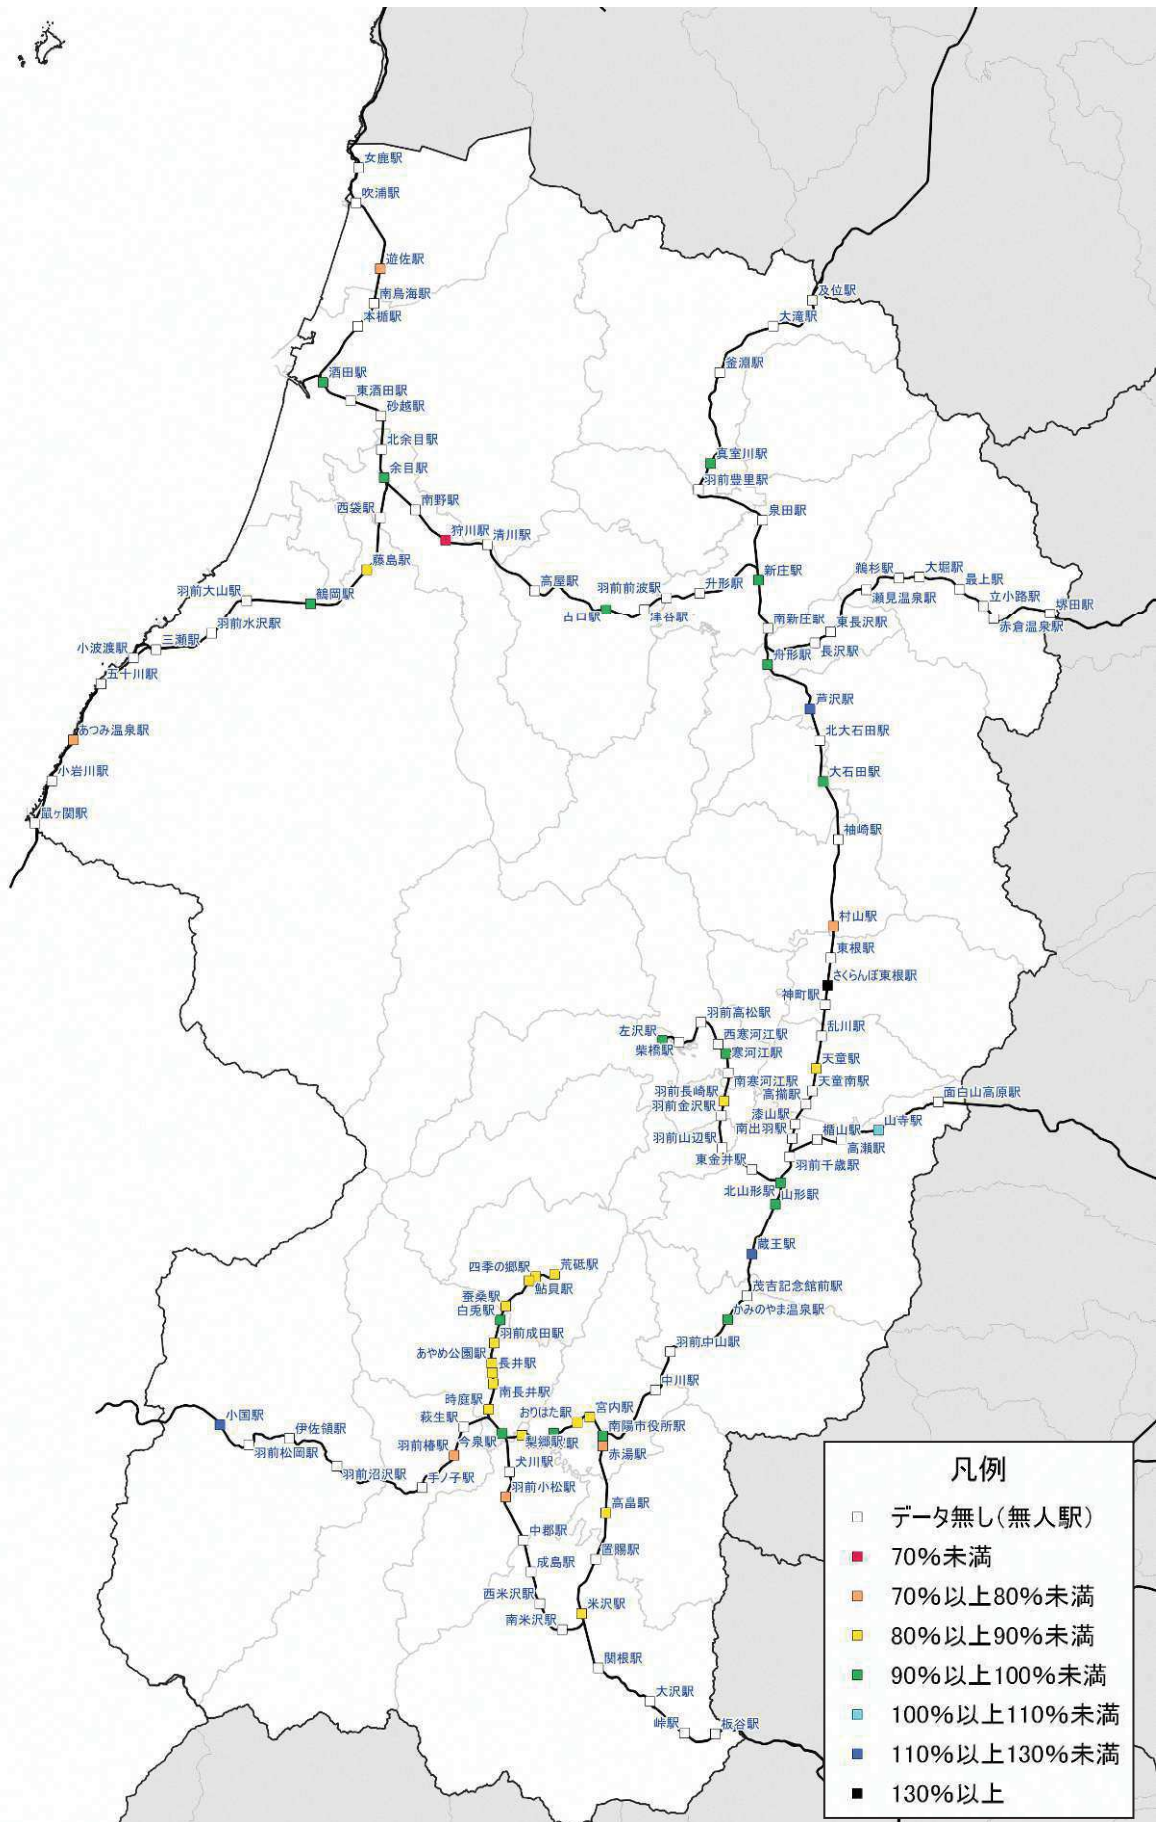 女鹿駅
吹浦駅
遊佐駅
南鳥海駅
本楯駅
酒田駅
東酒田駅
砂越駅
北余目駅
余目駅
西袋駅
南野駅
狩川駅
清川駅
藤島駅
鶴岡駅
羽前大山駅
羽前水沢駅
三瀬駅
小波渡駅
五十川駅
あつみ温泉駅
小岩川駅
鼠ヶ関駅
高屋駅
古口駅
津谷駅
羽前前波駅
升形駅
及位駅
大滝駅
釜淵駅
真室川駅
羽前豊里駅
泉田駅
新庄駅
南新庄駅
長沢駅
東長沢駅
瀬見温泉駅
鵜杉駅
大堀駅
最上駅
立小路駅
赤倉温泉駅
堺田駅
舟形駅
芦沢駅
北大石田駅
大石田駅
袖崎駅
村山駅
東根駅
さくらんぼ東根駅
神町駅
乱川駅
天童駅
天童南駅
高擶駅
漆山駅
南出羽駅
羽前千歳駅
楯山駅
高瀬駅
山寺駅
面白山高原駅
左沢駅
柴橋駅
羽前高松駅
西寒河江駅
寒河江駅
南寒河江駅
羽前長崎駅
羽前金沢駅
羽前山辺駅
東金井駅
北山形駅
山形駅
蔵王駅
茂吉記念館前駅
かみのやま温泉駅
羽前中山駅
中川駅
荒砥駅
四季の郷駅
鮎貝駅
蚕桑駅
白兎駅
羽前成田駅
あやめ公園駅
長井駅
南長井駅
時庭駅
おりはた駅
宮内駅
南陽市役所駅
赤湯駅
梨郷駅
駅
今泉駅
萩生駅
羽前椿駅
手ノ子駅
羽前沼沢駅
伊佐領駅
羽前松岡駅
小国駅
犬川駅
羽前小松駅
中郡駅
成島駅
西米沢駅
南米沢駅
高畠駅
置賜駅
米沢駅
関根駅
大沢駅
峠駅
板谷駅
凡例
データ無し(無人駅)
70%未満
70%以上80%未満
80%以上90%未満
90%以上100%未満
100%以上110%未満
110%以上130%未満
130%以上